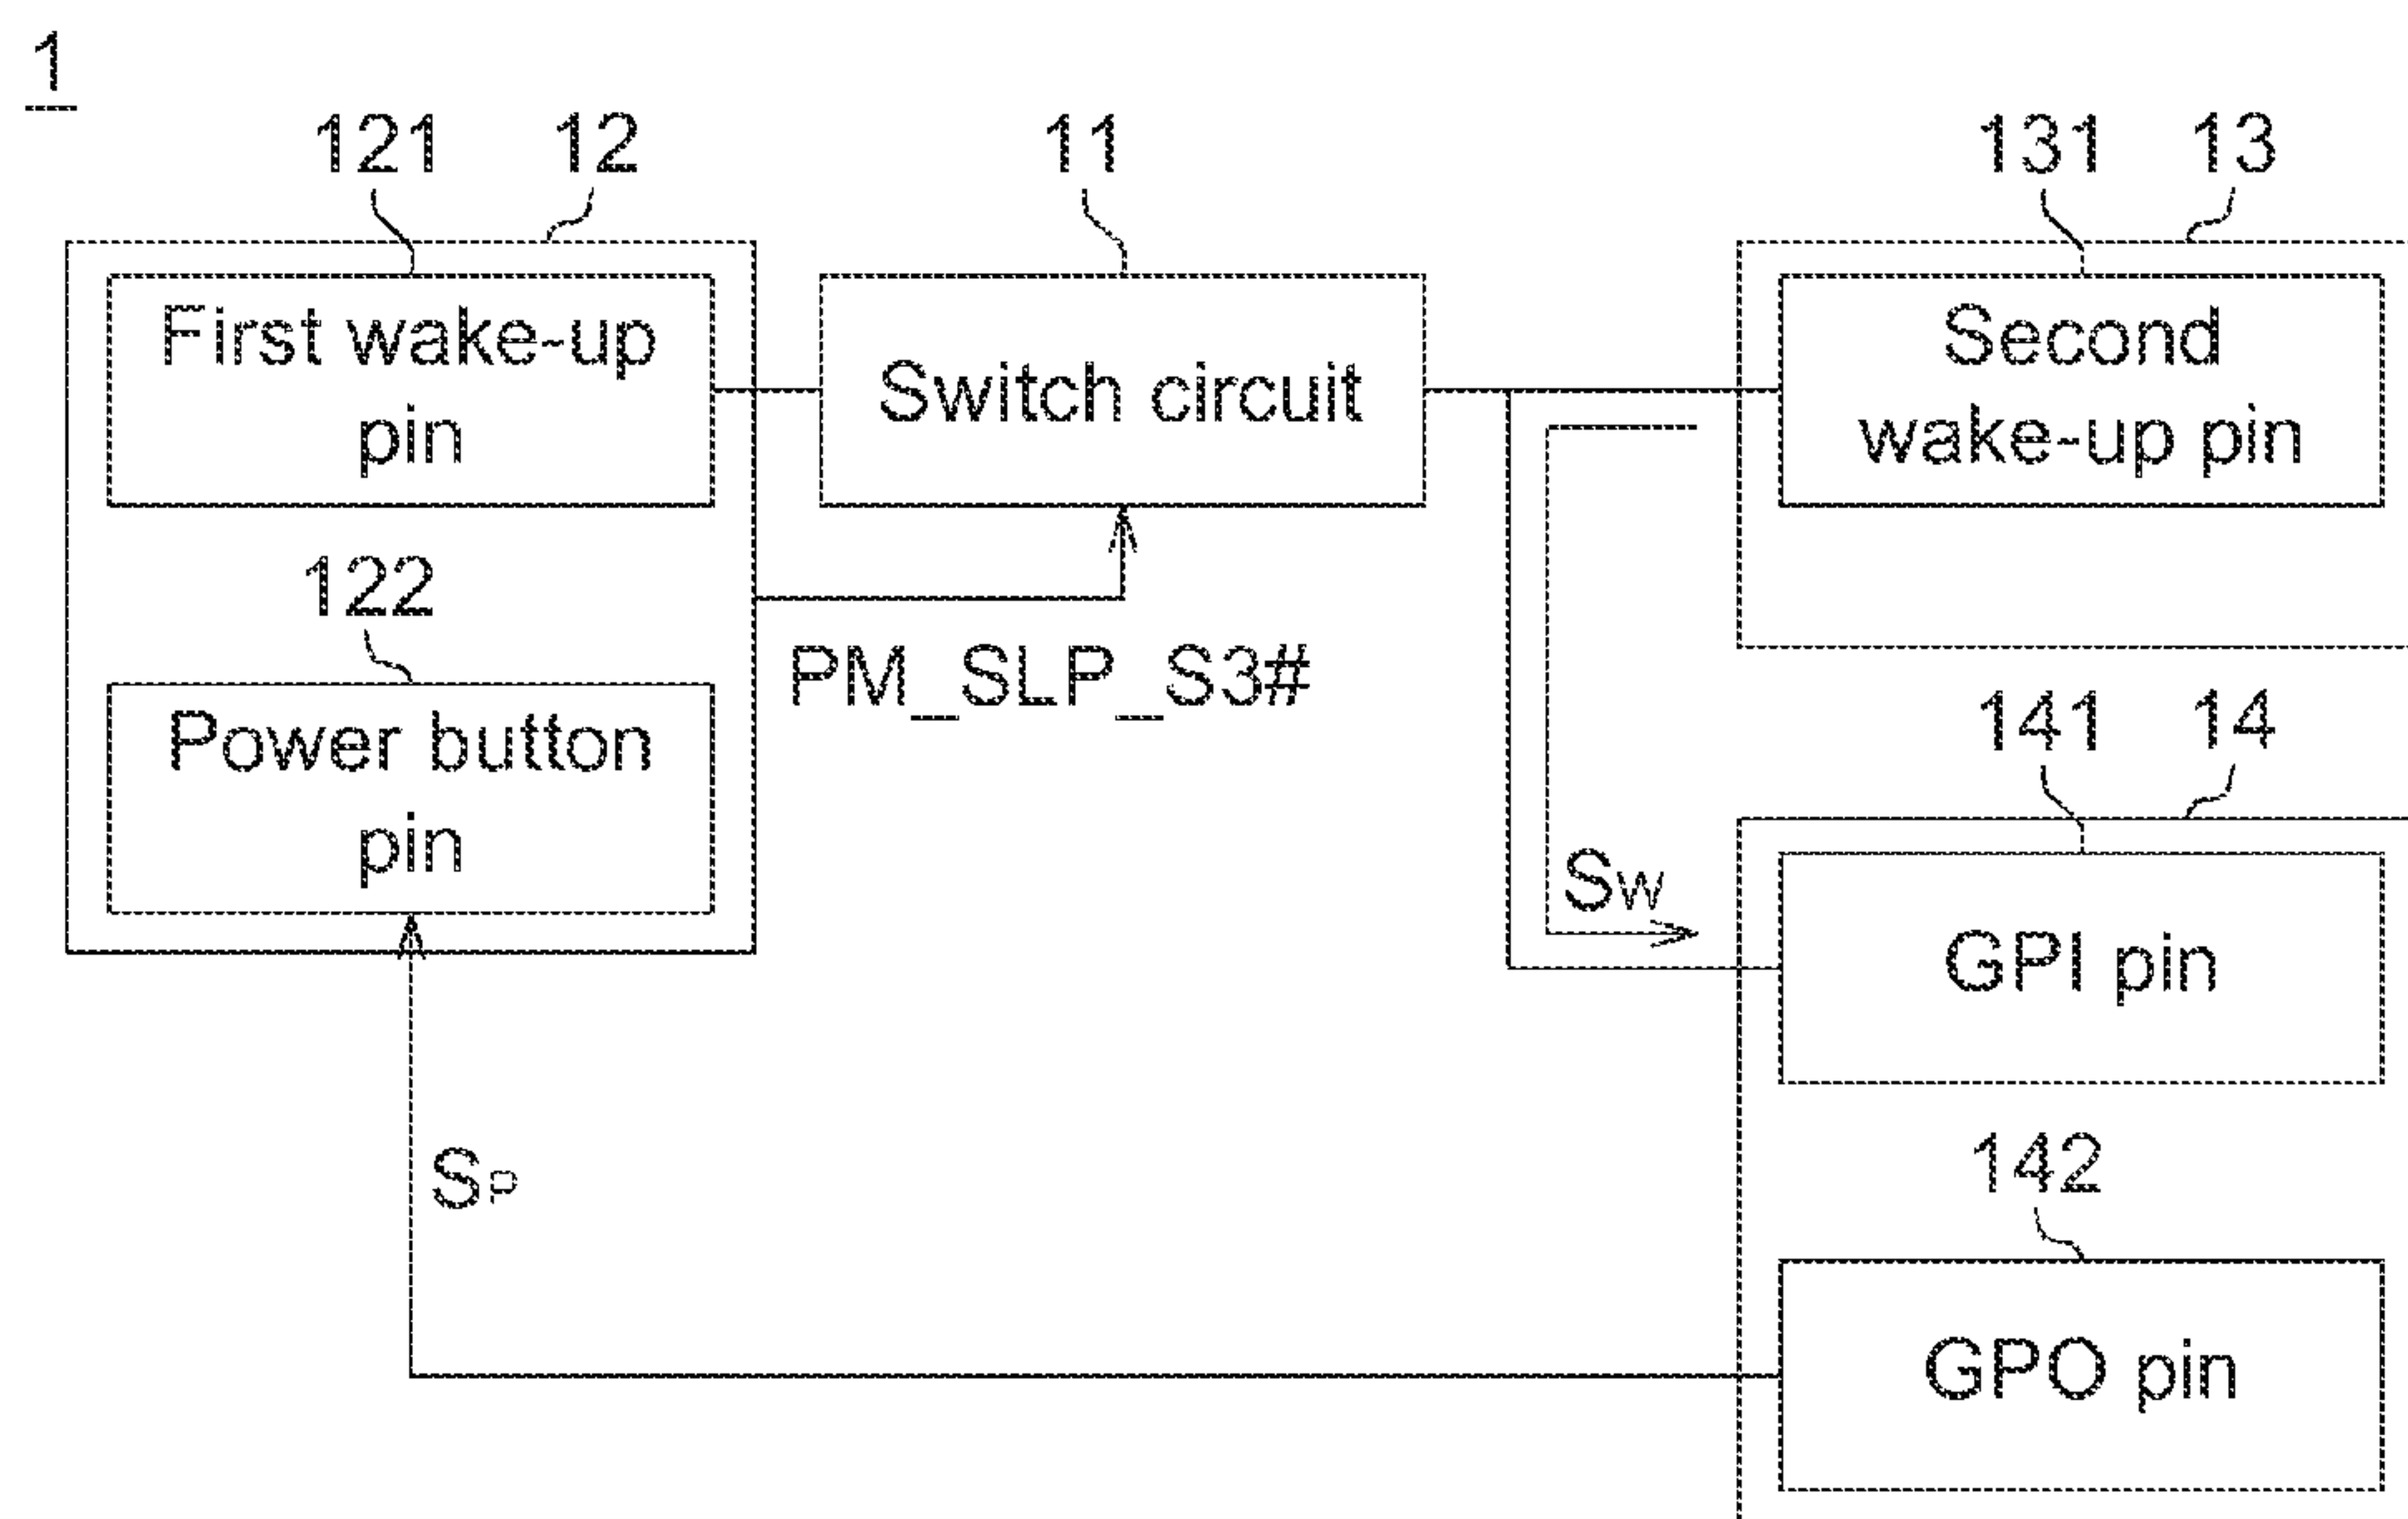 1
121
12
11
131
13
First wake-up
pin
Switch circuit
Second
wake-up pin
122
PM_SLP_S3#
Power button
pin
141
14
SW
GPI pin
SP
142
GPO pin